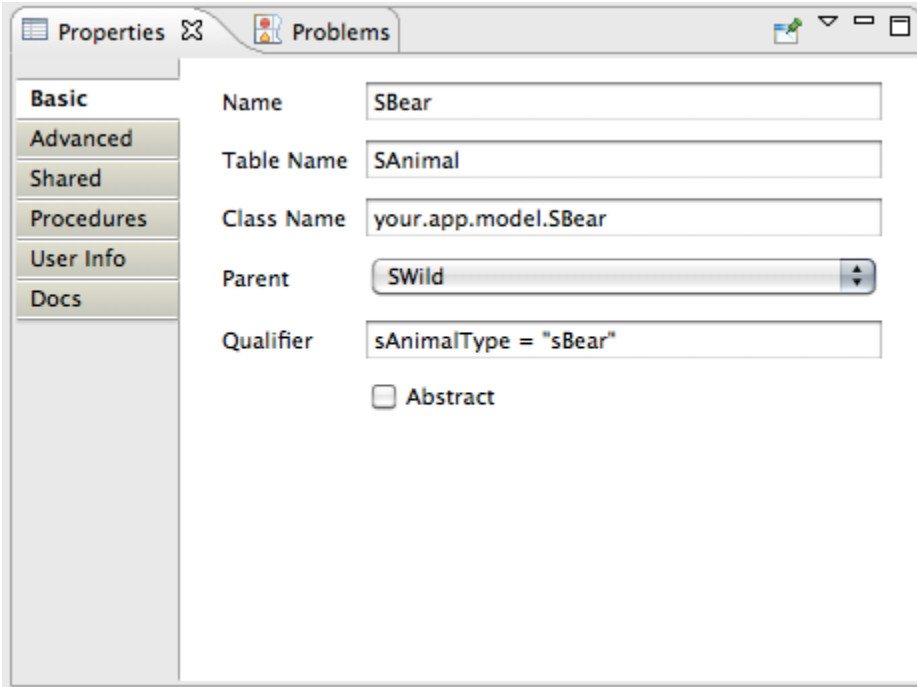 Properties Problems
Basic
Advanced
Shared
Procedures
User Info
Docs
Name SBear
Table Name SAnimal
Class Name your.app.model.SBear
Parent SWild
Qualifier sAnimalType = "sBear"
Abstract